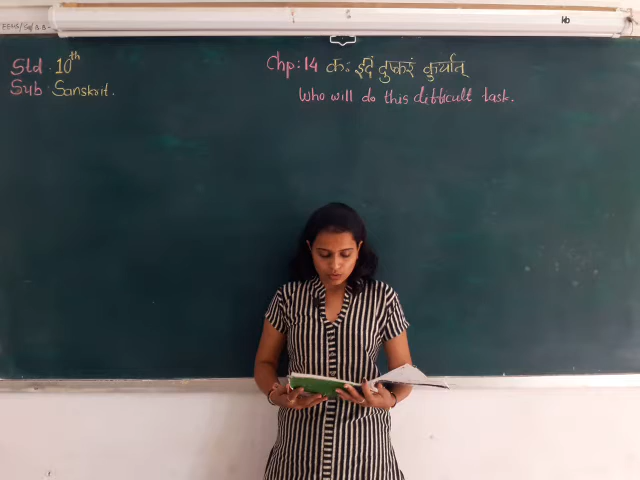 Std. 10th
Sub: Sanskrit.
Chp: 14 कः इदं दुष्करं कुर्यात्
Who will do this difficult task.